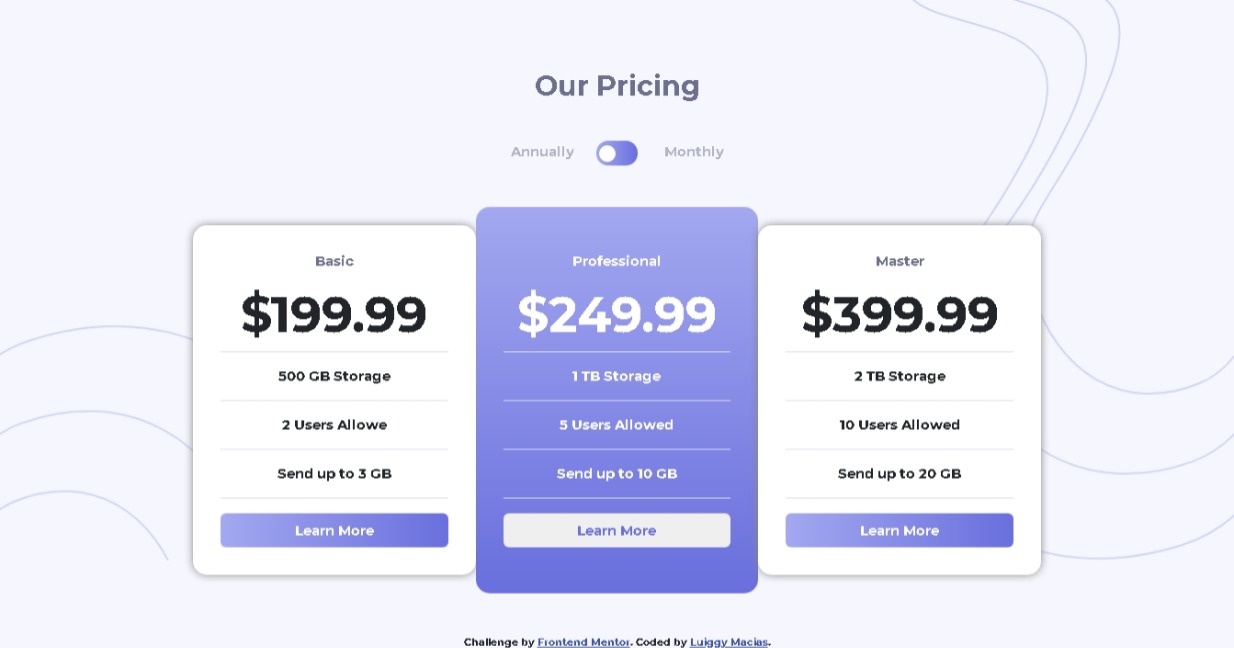 Our Pricing
Annually Monthly
Basic
$199.99
500 GB Storage
2 Users Allowe
Send up to 3 GB
Learn More
Professional
$249.99
1 TB Storage
5 Users Allowed
Send up to 10 GB
Learn More
Master
$399.99
2 TB Storage
10 Users Allowed
Send up to 20 GB
Learn More
Challenge by Frontend Mentor. Coded by Luiggy Macias.